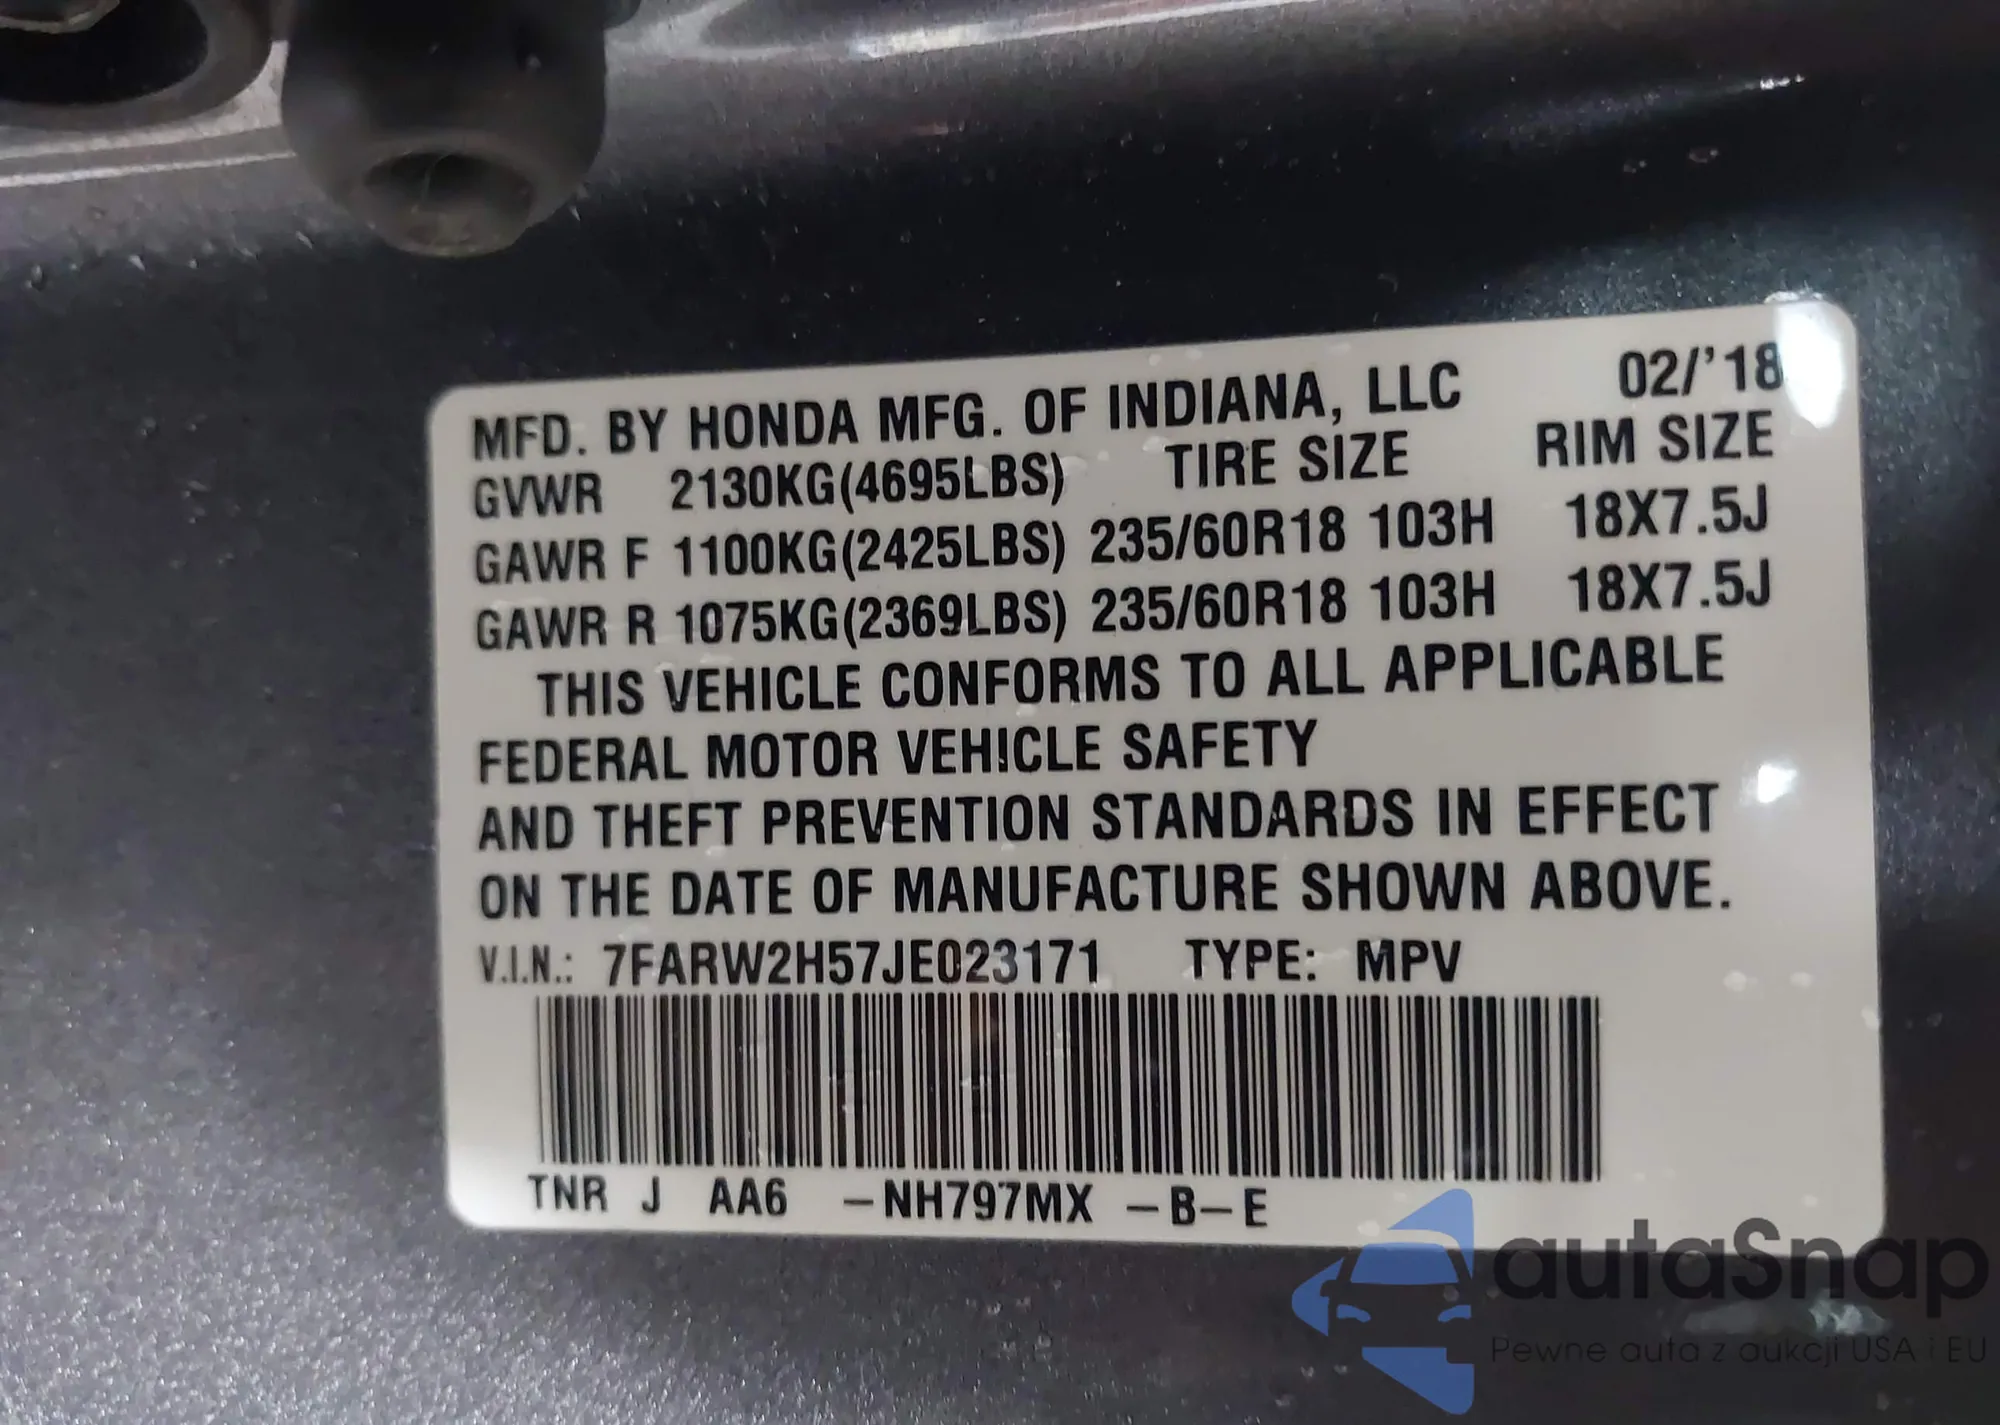 MFD. BY HONDA MFG. OF INDIANA, LLC 02/'18
GVWR 2130KG(4695LBS) TIRE SIZE RIM SIZE
GAWR F 1100KG(2425LBS) 235/60R18 103H 18X7.5J
GAWR R 1075KG(2369LBS) 235/60R18 103H 18X7.5J
THIS VEHICLE CONFORMS TO ALL APPLICABLE
FEDERAL MOTOR VEHICLE SAFETY
AND THEFT PREVENTION STANDARDS IN EFFECT
ON THE DATE OF MANUFACTURE SHOWN ABOVE.
V.I.N.: 7FARW2H57JE023171 TYPE: MPV
TNR J AA6 -NH797MX -B-E
autaSnap
Pewne auta z aukcji USA i EU